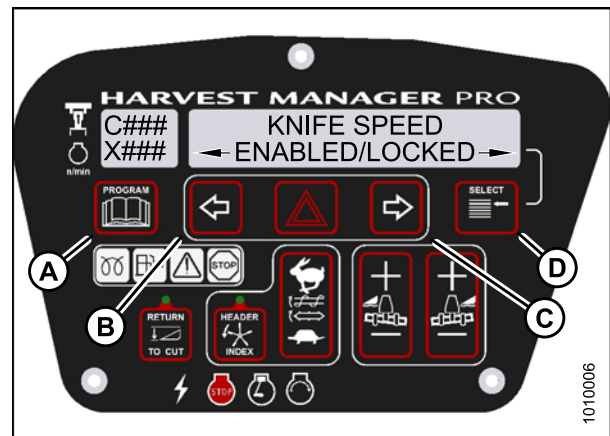 HARVEST MANAGER PRO
C###
X###
n/min
KNIFE SPEED
ENABLED/LOCKED
PROGRAM
SELECT
A
B
C
D
STOP
RETURN
TO CUT
HEADER
INDEX
STOP
1010006